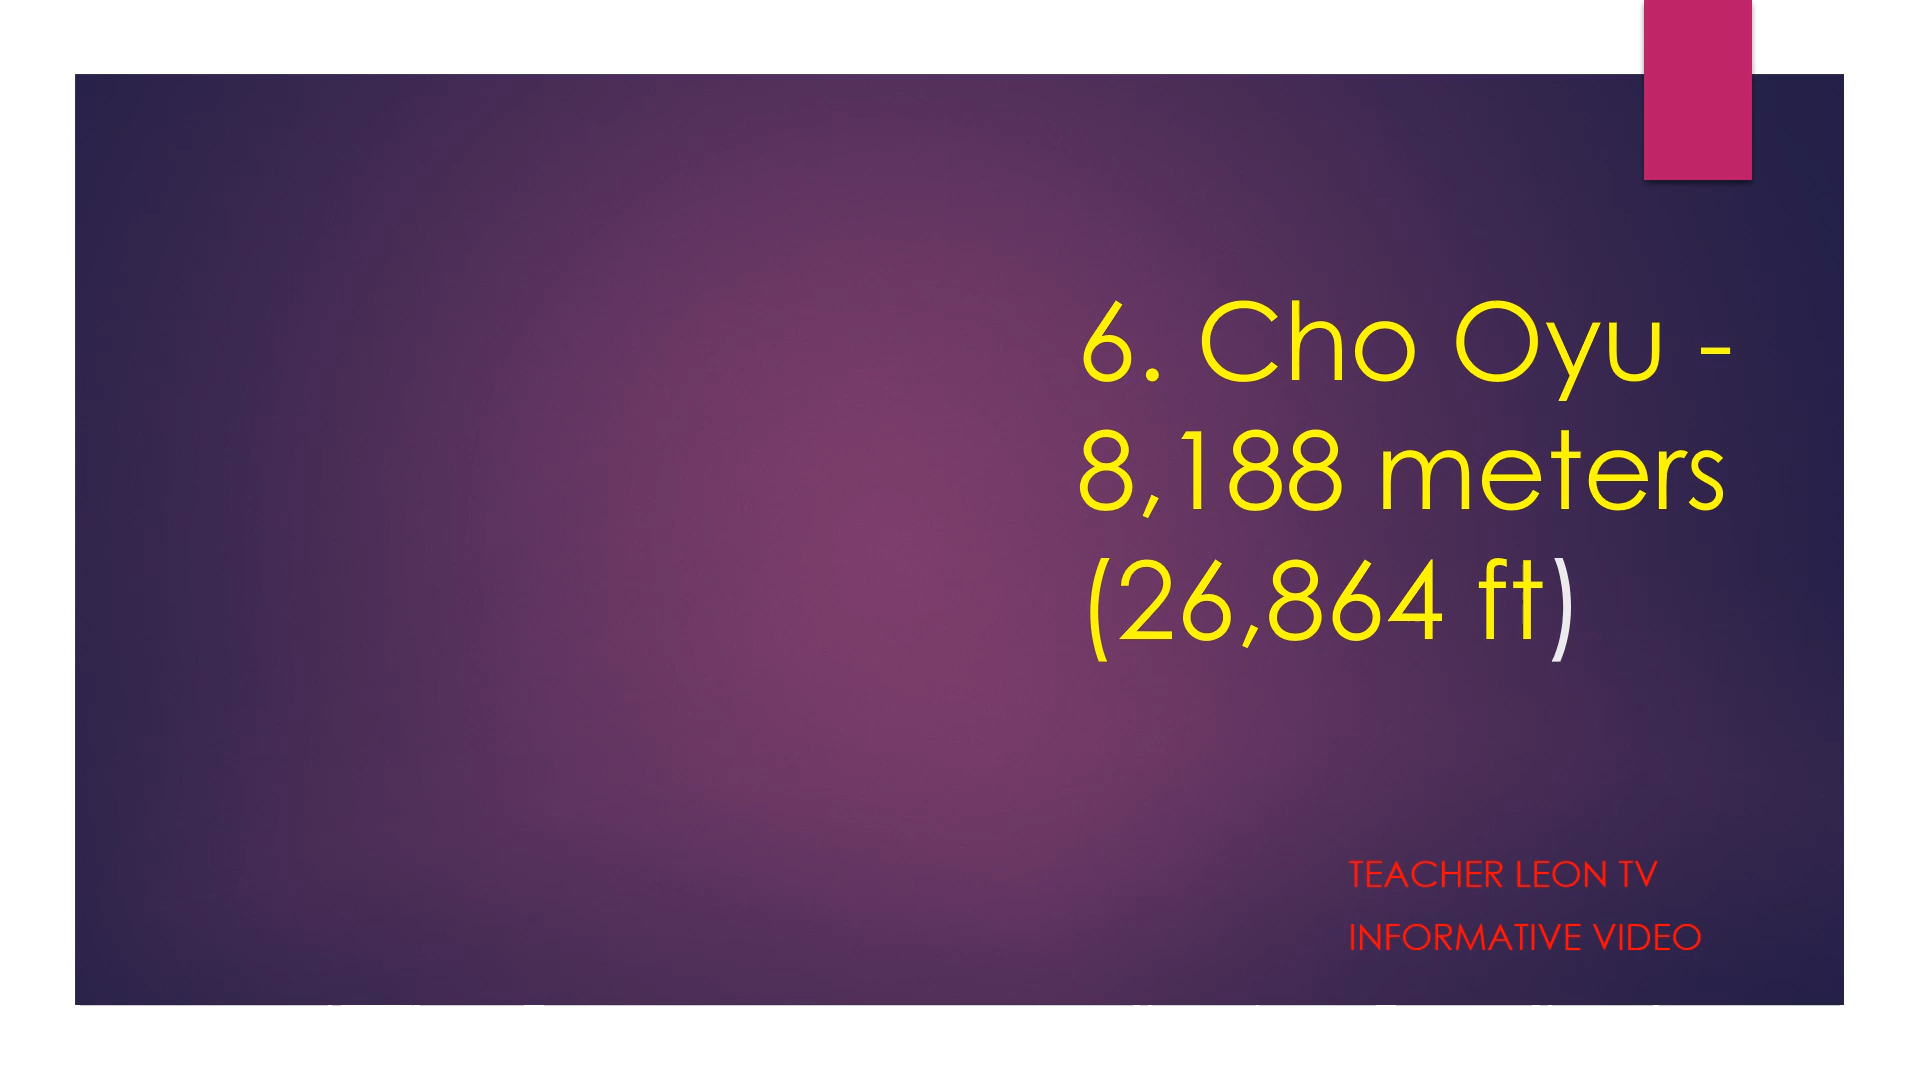 6. Cho Oyu -
8,188 meters
(26,864 ft)
TEACHER LEON TV
INFORMATIVE VIDEO